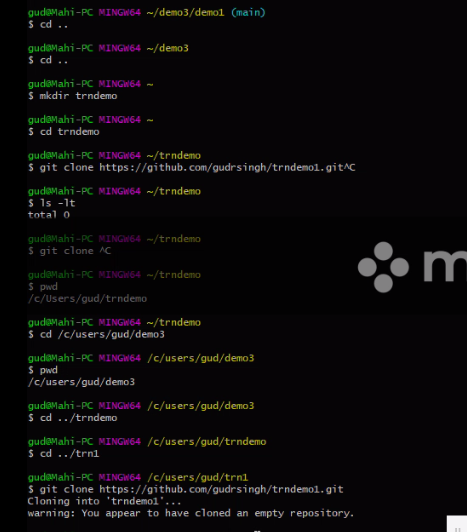 gud@Mahi-PC MINGW64 ~/demo3/demo1 (main)
$ cd ..
gud@Mahi-PC MINGW64 ~/demo3
$ cd ..
gud@Mahi-PC MINGW64 ~
$ mkdir trndemo
gud@Mahi-PC MINGW64 ~
$ cd trndemo
gud@Mahi-PC MINGW64 ~/trndemo
$ git clone https://github.com/gudrsingh/trndemo1.git^C
gud@Mahi-PC MINGW64 ~/trndemo
$ ls -lt
total 0
gud@Mahi-PC MINGW64 ~/trndemo
$ git clone ^C
gud@Mahi-PC MINGW64 ~/trndemo
$ pwd
/c/Users/gud/trndemo
m
gud@Mahi-PC MINGW64 ~/trndemo
$ cd /c/users/gud/demo3
gud@Mahi-PC MINGW64 /c/users/gud/demo3
$ pwd
/c/users/gud/demo3
gud@Mahi-PC MINGW64 /c/users/gud/demo3
$ cd ../trndemo
gud@Mahi-PC MINGW64 /c/users/gud/trndemo
$ cd ../trn1
gud@Mahi-PC MINGW64 /c/users/gud/trn1
$ git clone https://github.com/gudrsingh/trndemo1.git
Cloning into 'trndemo1'...
warning: You appear to have cloned an empty repository.